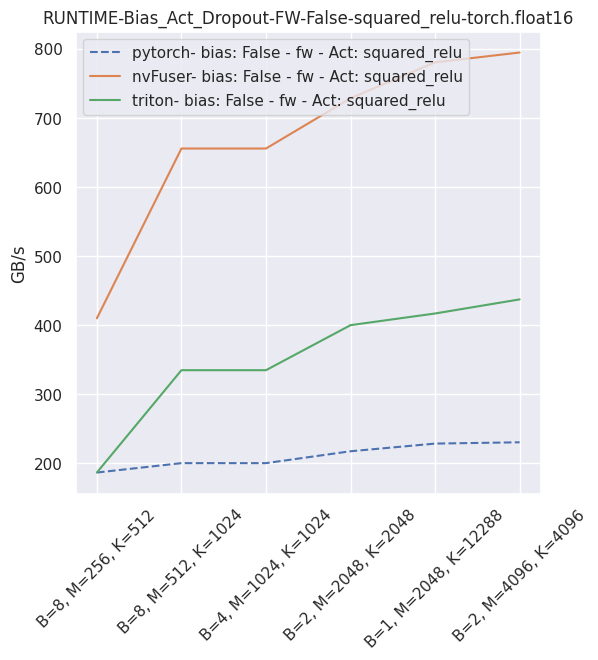 RUNTIME-Bias_Act_Dropout-FW-False-squared_relu-torch.float16
pytorch- bias: False - fw - Act: squared_relu
nvFuser- bias: False - fw - Act: squared_relu
triton- bias: False - fw - Act: squared_relu
800
700
600
500
400
300
200
GB/s
B=8, M=256, K=512
B=8, M=512, K=1024
B=4, M=1024, K=1024
B=2, M=2048, K=2048
B=1, M=2048, K=12288
B=2, M=4096, K=4096